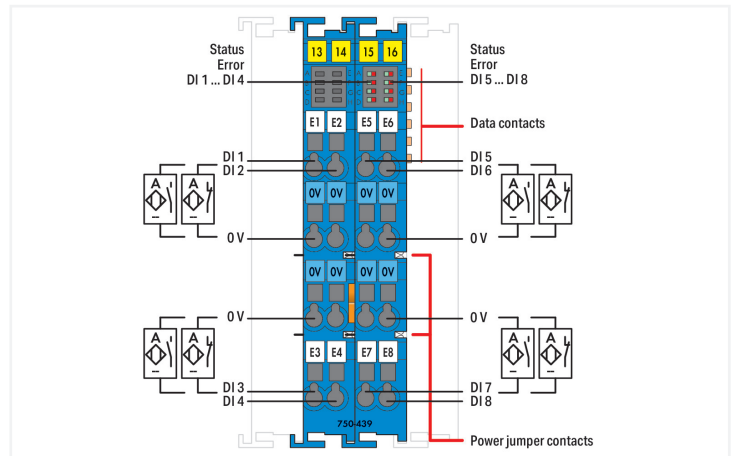 Status
Error
DI 1 ... DI 4
13 14 15 16
Status
Error
DI 5 ... DI 8
Data contacts
E1 E2 E5 E6
DI 1
DI 2
DI 5
DI 6
A A A A
0V 0V 0V 0V
0 V
0 V
0V 0V 0V 0V
0 V
0 V
A A A A
E3 E4 E7 E8
DI 3
DI 4
DI 7
DI 8
750-439
Power jumper contacts